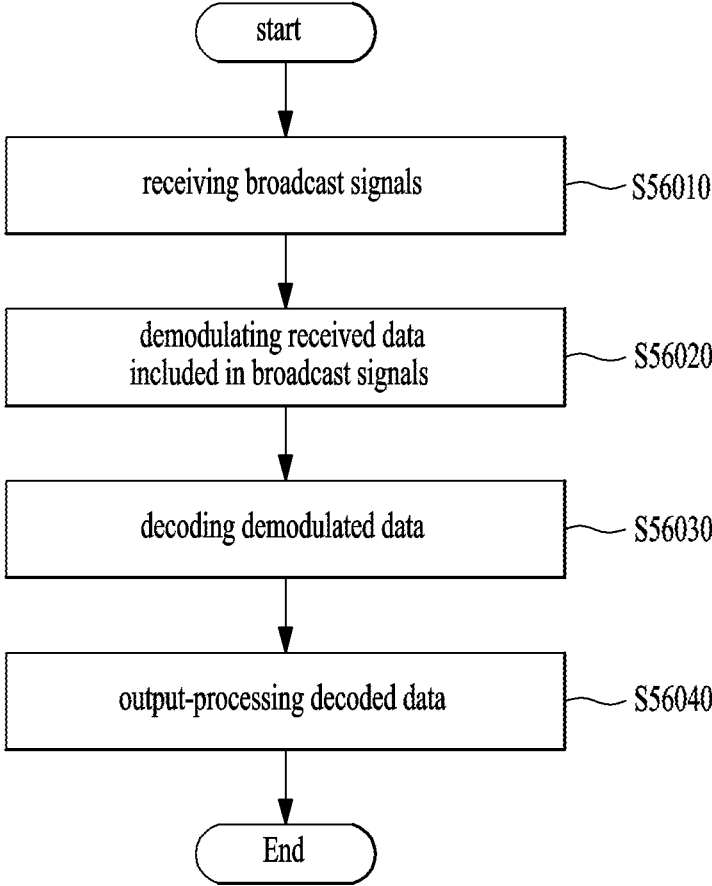 start
receiving broadcast signals
S56010
demodulating received data
included in broadcast signals
S56020
decoding demodulated data
S56030
output-processing decoded data
S56040
End